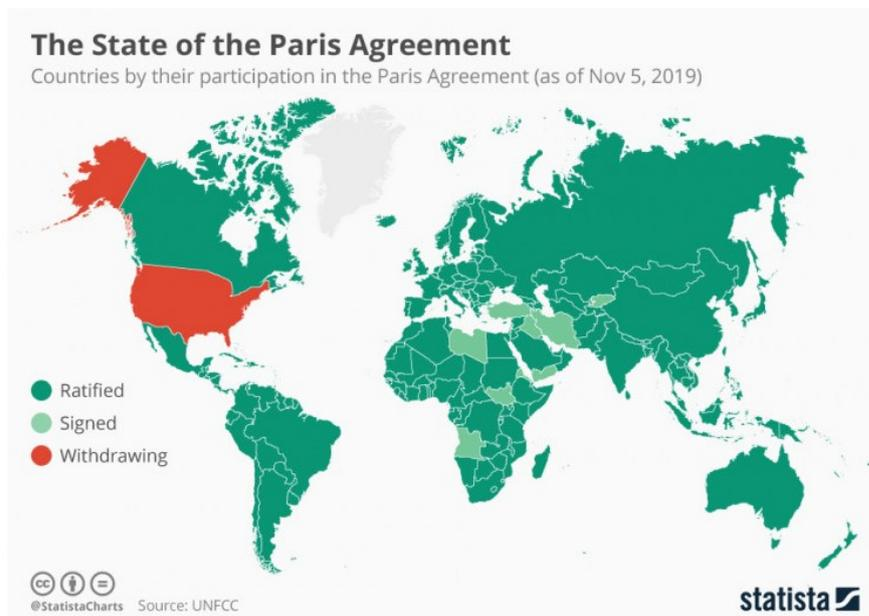 The State of the Paris Agreement
Countries by their participation in the Paris Agreement (as of Nov 5, 2019)
Ratified
Signed
Withdrawing
cc
@StatistaCharts Source: UNFCC
statista